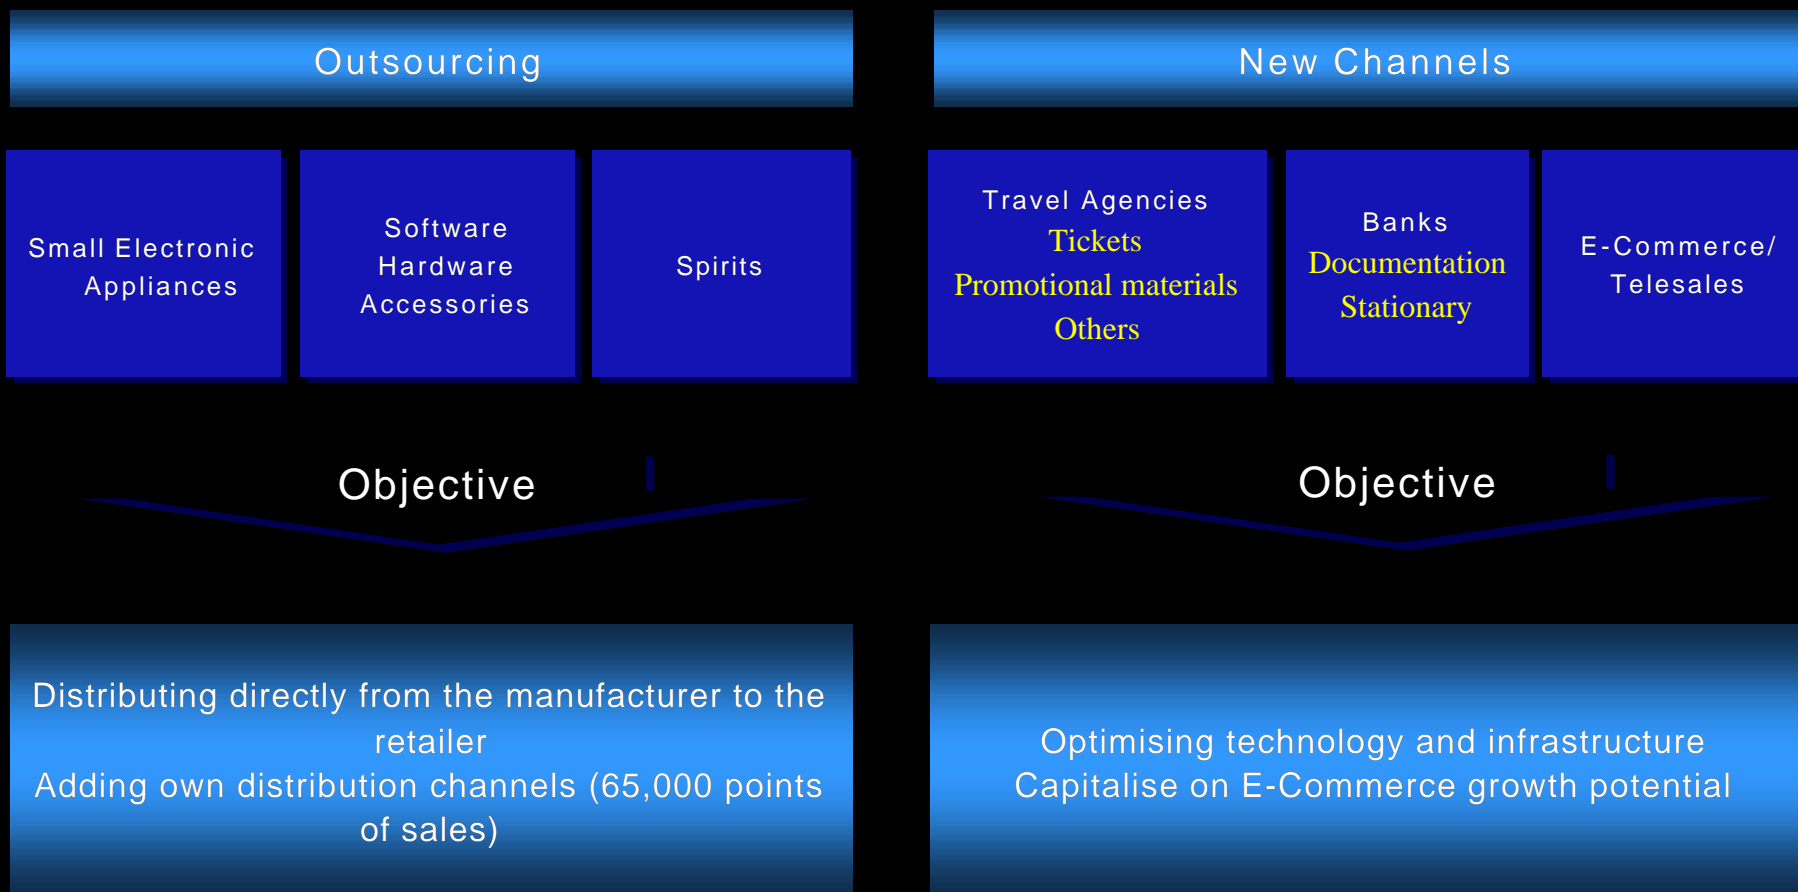 Outsourcing
Small Electronic
Appliances
Software
Hardware
Accessories
Spirits
Objective
Distributing directly from the manufacturer to the
retailer
Adding own distribution channels (65,000 points
of sales)
New Channels
Travel Agencies
Tickets
Promotional materials
Others
Banks
Documentation
Stationary
E-Commerce/
Telesales
Objective
Optimising technology and infrastructure
Capitalise on E-Commerce growth potential